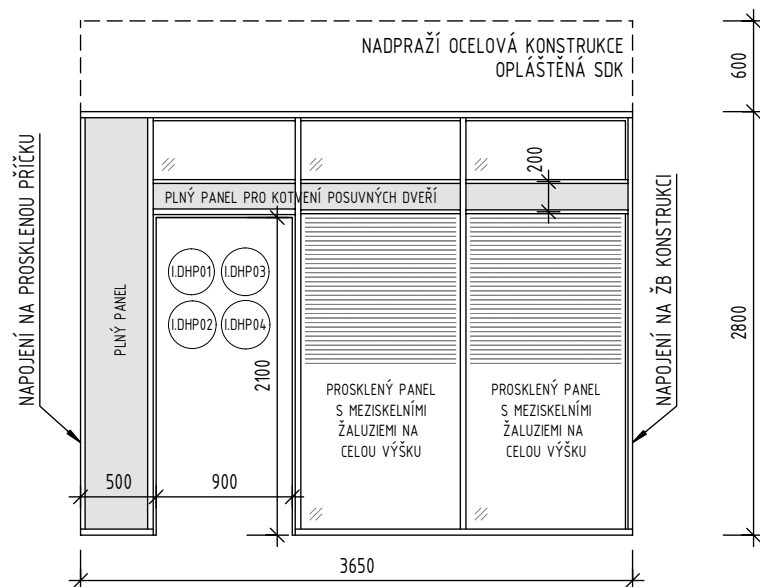 NADPRAŽÍ OCELOVÁ KONSTRUKCE
OPLÁŠTĚNÁ SDK
600
NAPOJENÍ NA PROSKLENOU PŘÍČKU
200
PLNÝ PANEL PRO KOTVENÍ POSUVNÝCH DVEŘÍ
I.DHP01
I.DHP03
I.DHP02
I.DHP04
PLNÝ PANEL
2100
PROSKLENÝ PANEL
S MEZISKELNÍMI
ŽALUZIEMI NA
CELOU VÝŠKU
PROSKLENÝ PANEL
S MEZISKELNÍMI
ŽALUZIEMI NA
CELOU VÝŠKU
NAPOJENÍ NA ŽB KONSTRUKCI
2800
500
900
3650